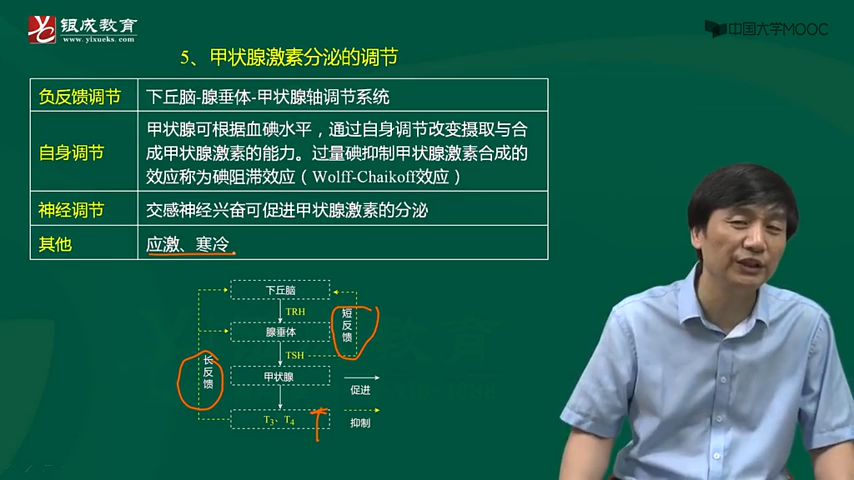 银成教育
www.yixueks.com
中国大学MOOC
5、甲状腺激素分泌的调节
负反馈调节
下丘脑-腺垂体-甲状腺轴调节系统
自身调节
甲状腺可根据血碘水平，通过自身调节改变摄取与合
成甲状腺激素的能力。过量碘抑制甲状腺激素合成的
效应称为碘阻滞效应（Wolff-Chaikoff效应）
神经调节
交感神经兴奋可促进甲状腺激素的分泌
其他
应激、寒冷
下丘脑
TRH
短反馈
腺垂体
TSH
长反馈
甲状腺
促进
T3、T4
抑制